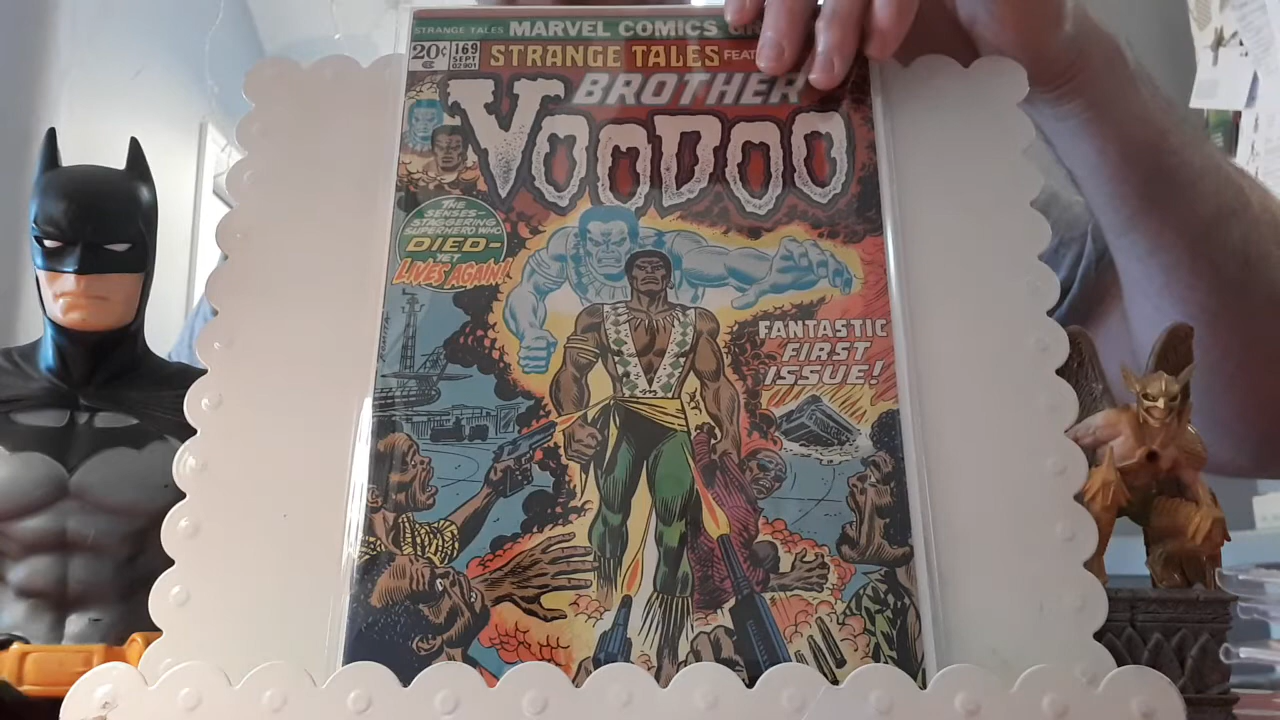 STRANGE TALES MARVEL COMICS
20¢ 169 SEPT 02901
STRANGE TALES
BROTHER
VOODOO
THE
SENSES-
STAGGERING
SUPERHERO WHO
DIED-
YET
LIVES AGAIN!
FANTASTIC
FIRST
ISSUE!
ROMITA